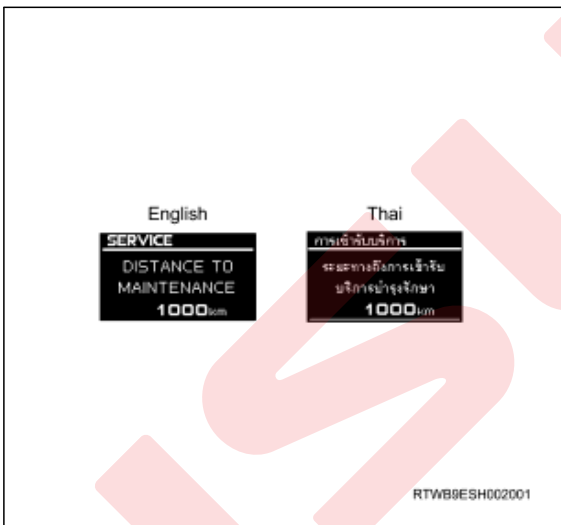 English
SERVICE
DISTANCE TO
MAINTENANCE
1000km
Thai
การเข้ารับบริการ
ระยะทางถึงการเข้ารับ
บริการบำรุงรักษา
1000km
RTWB9ESH002001